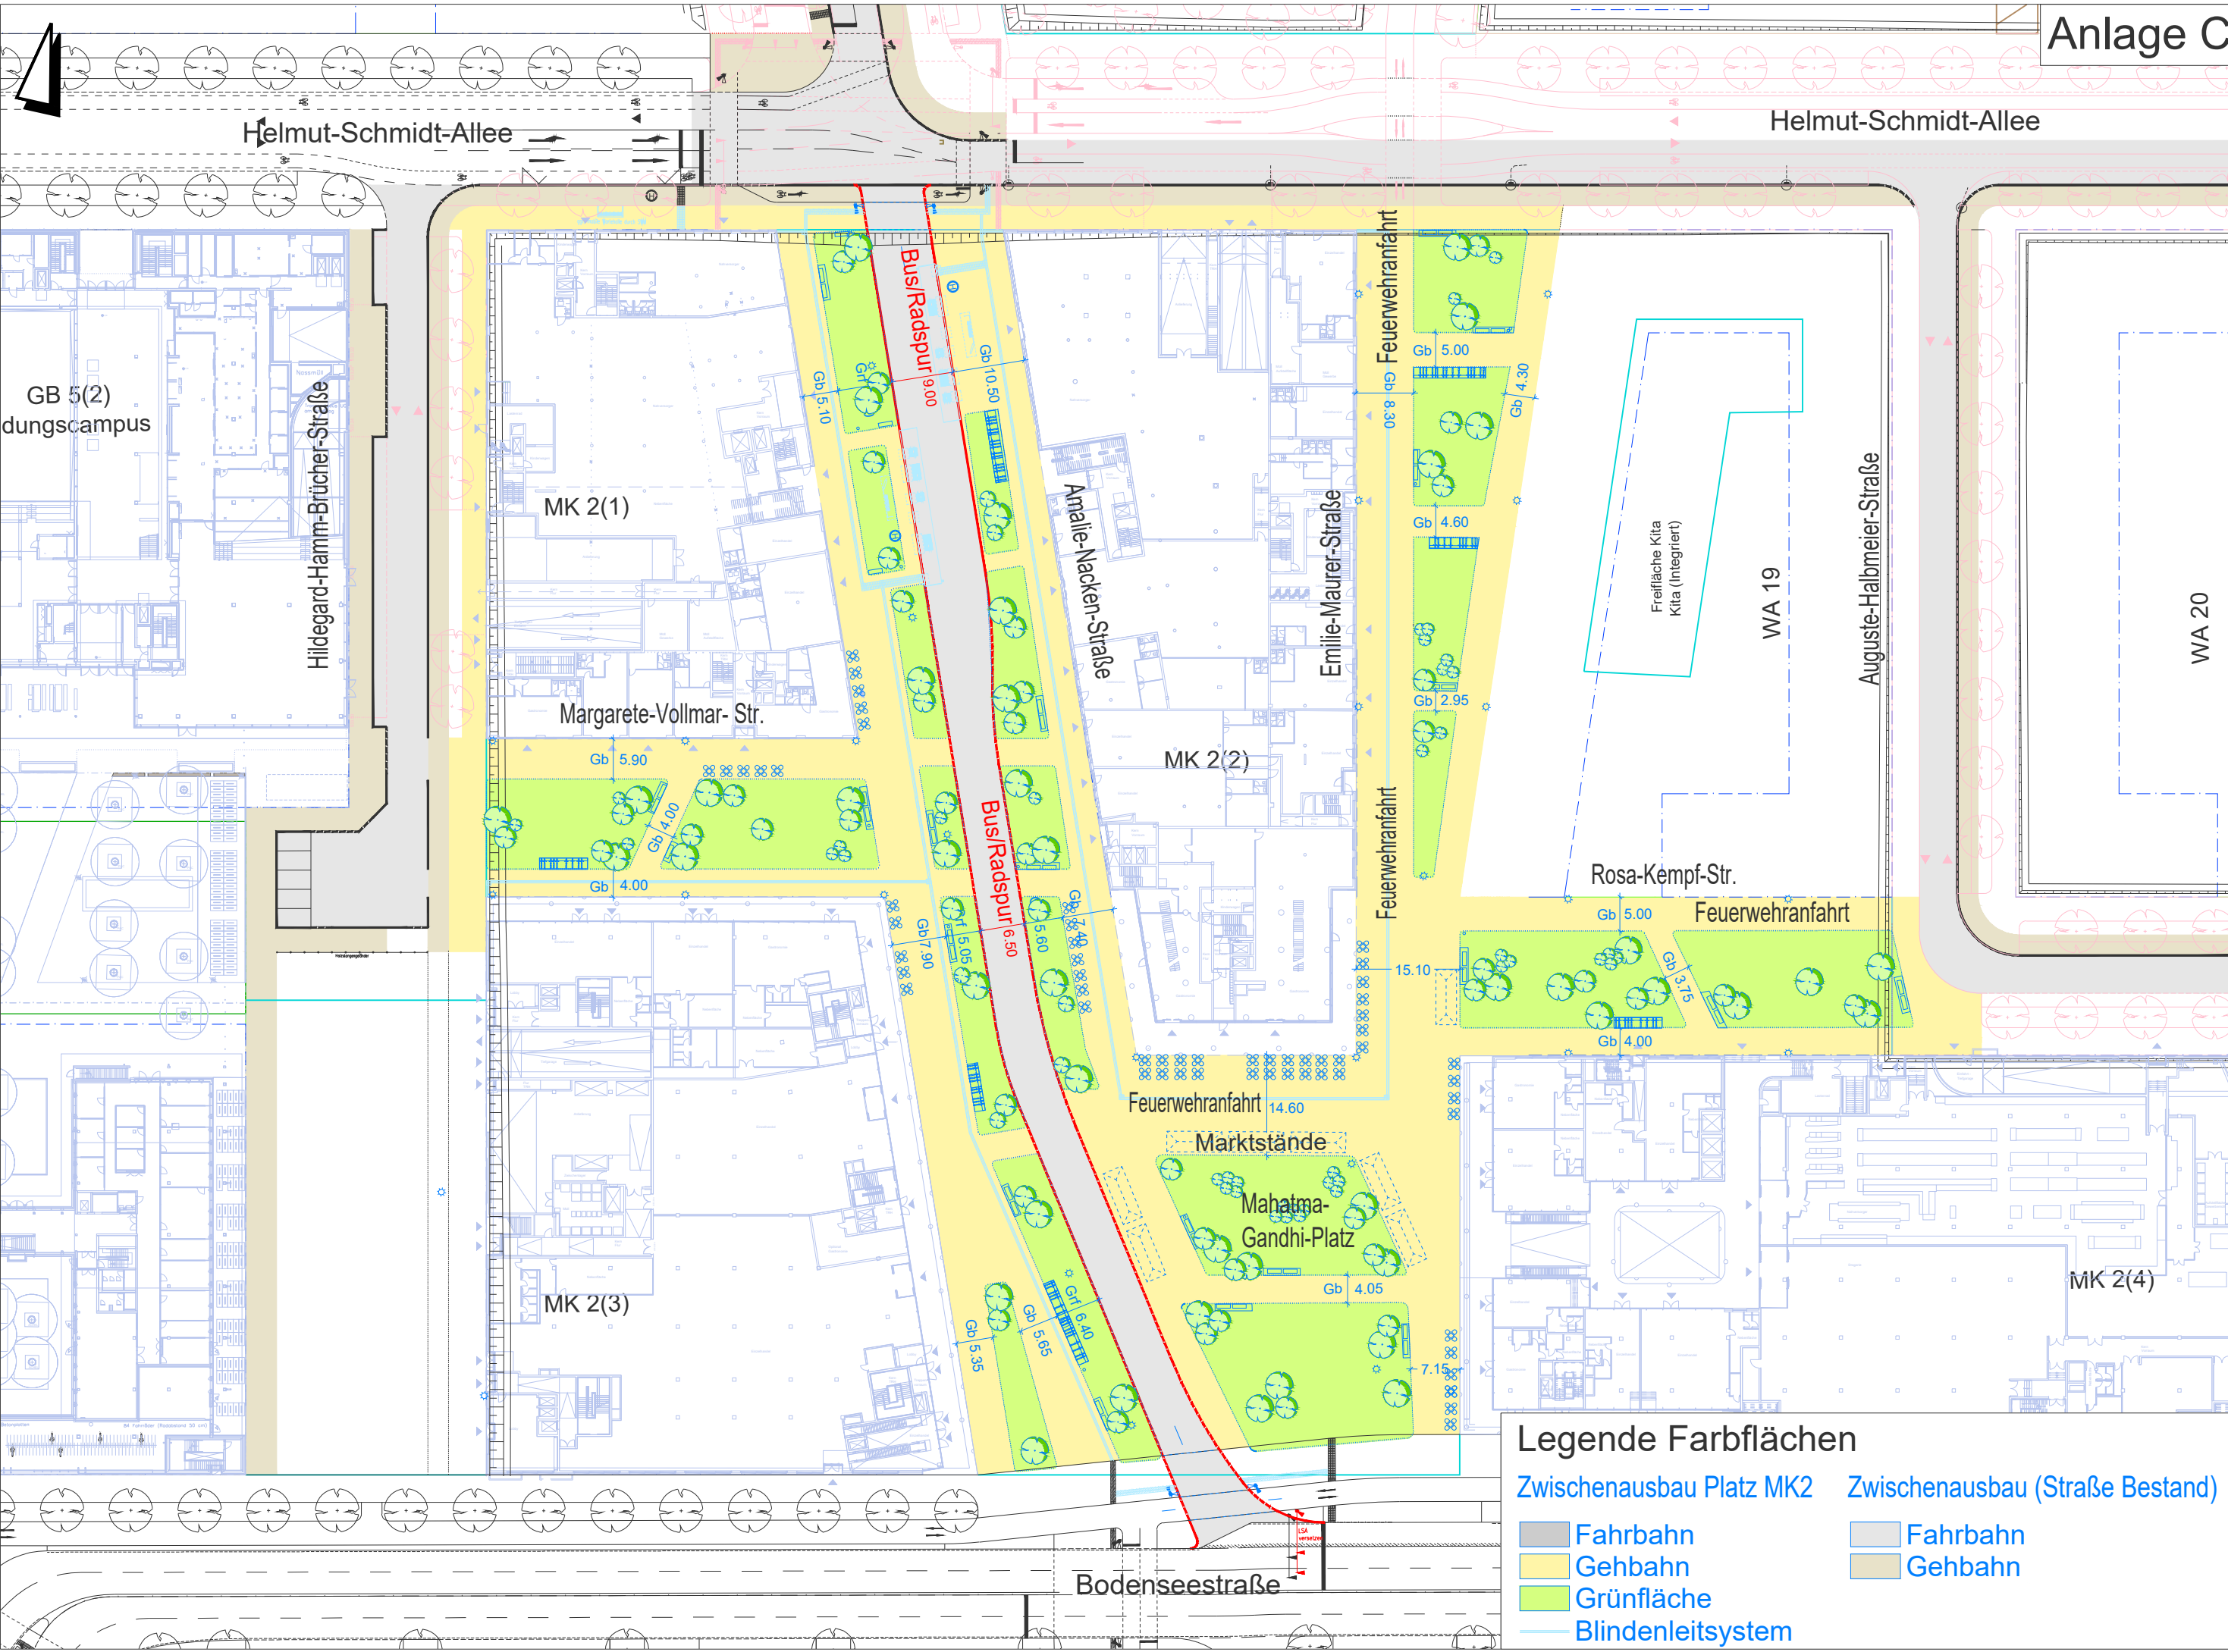 Anlage C
Helmut-Schmidt-Allee
Helmut-Schmidt-Allee
GB 5(2)
dungscampus
Hildegard-Hamm-Brücher-Straße
MK 2(1)
Margarete-Vollmar- Str.
Bus/Radspur
9.00
Gb 5.10
Grf
Gb 10.50
Amalie-Nacken-Straße
Emilie-Maurer-Straße
Feuerwehranfahrt
Gb 8.30
Gb 5.00
Gb 4.30
Gb 4.60
Gb 2.95
Freifläche Kita
Kita (Integriert)
WA 19
Auguste-Halbmeier-Straße
WA 20
MK 2(2)
Gb 5.90
Gb 4.00
Gb 4.00
Bus/Radspur
6.50
Gb 7.90
Grf 5.05
5.60
Gb 7.40
Feuerwehranfahrt
15.10
Rosa-Kempf-Str.
Gb 5.00
Feuerwehranfahrt
Gb 3.75
Gb 4.00
Feuerwehranfahrt
14.60
Marktstände
Mahatma-
Gandhi-Platz
Gb 4.05
7.15
MK 2(3)
Gb 5.35
Gb 5.65
Grf 6.40
MK 2(4)
LSA
versetzen
Bodenseestraße
Legende Farbflächen
Zwischenausbau Platz MK2
Fahrbahn
Gehbahn
Grünfläche
Blindenleitsystem
Zwischenausbau (Straße Bestand)
Fahrbahn
Gehbahn